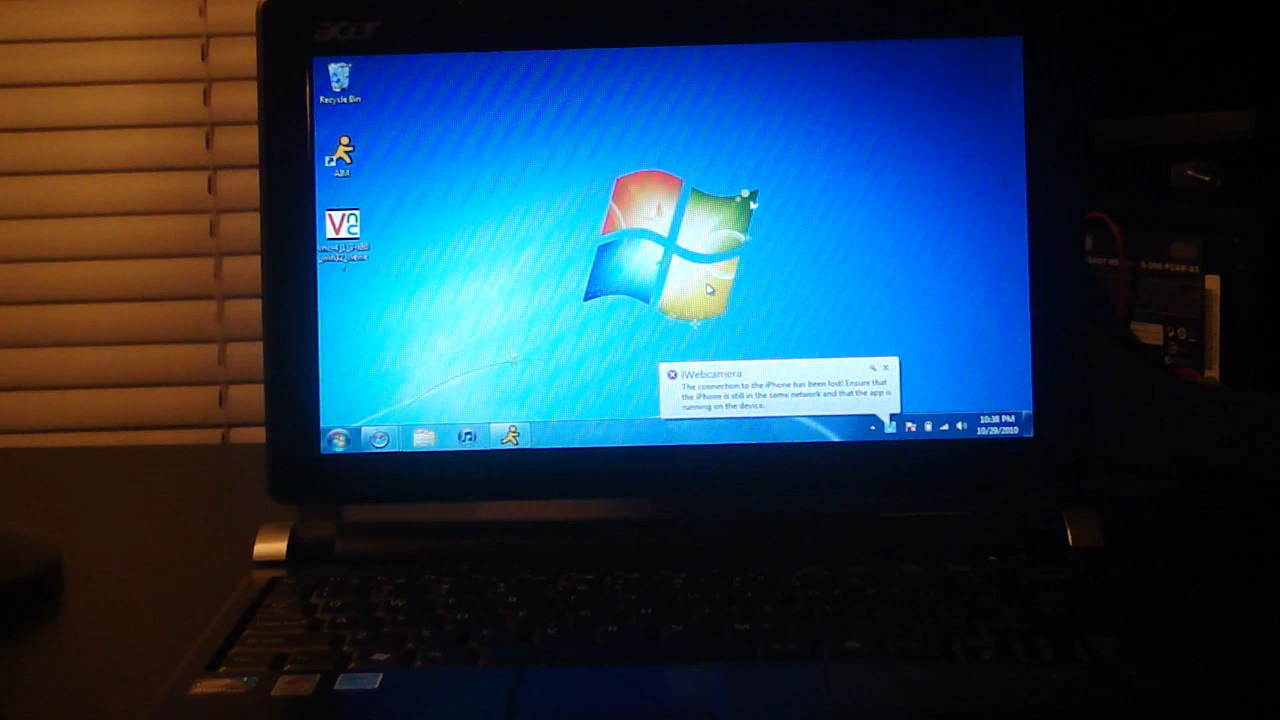 acer
Recycle Bin
AIM
VNC
iWebcamera
The connection to the iPhone has been lost! Ensure that
the iPhone is still in the same network and that the app is
running on the device.
10:38 PM
10/29/2010